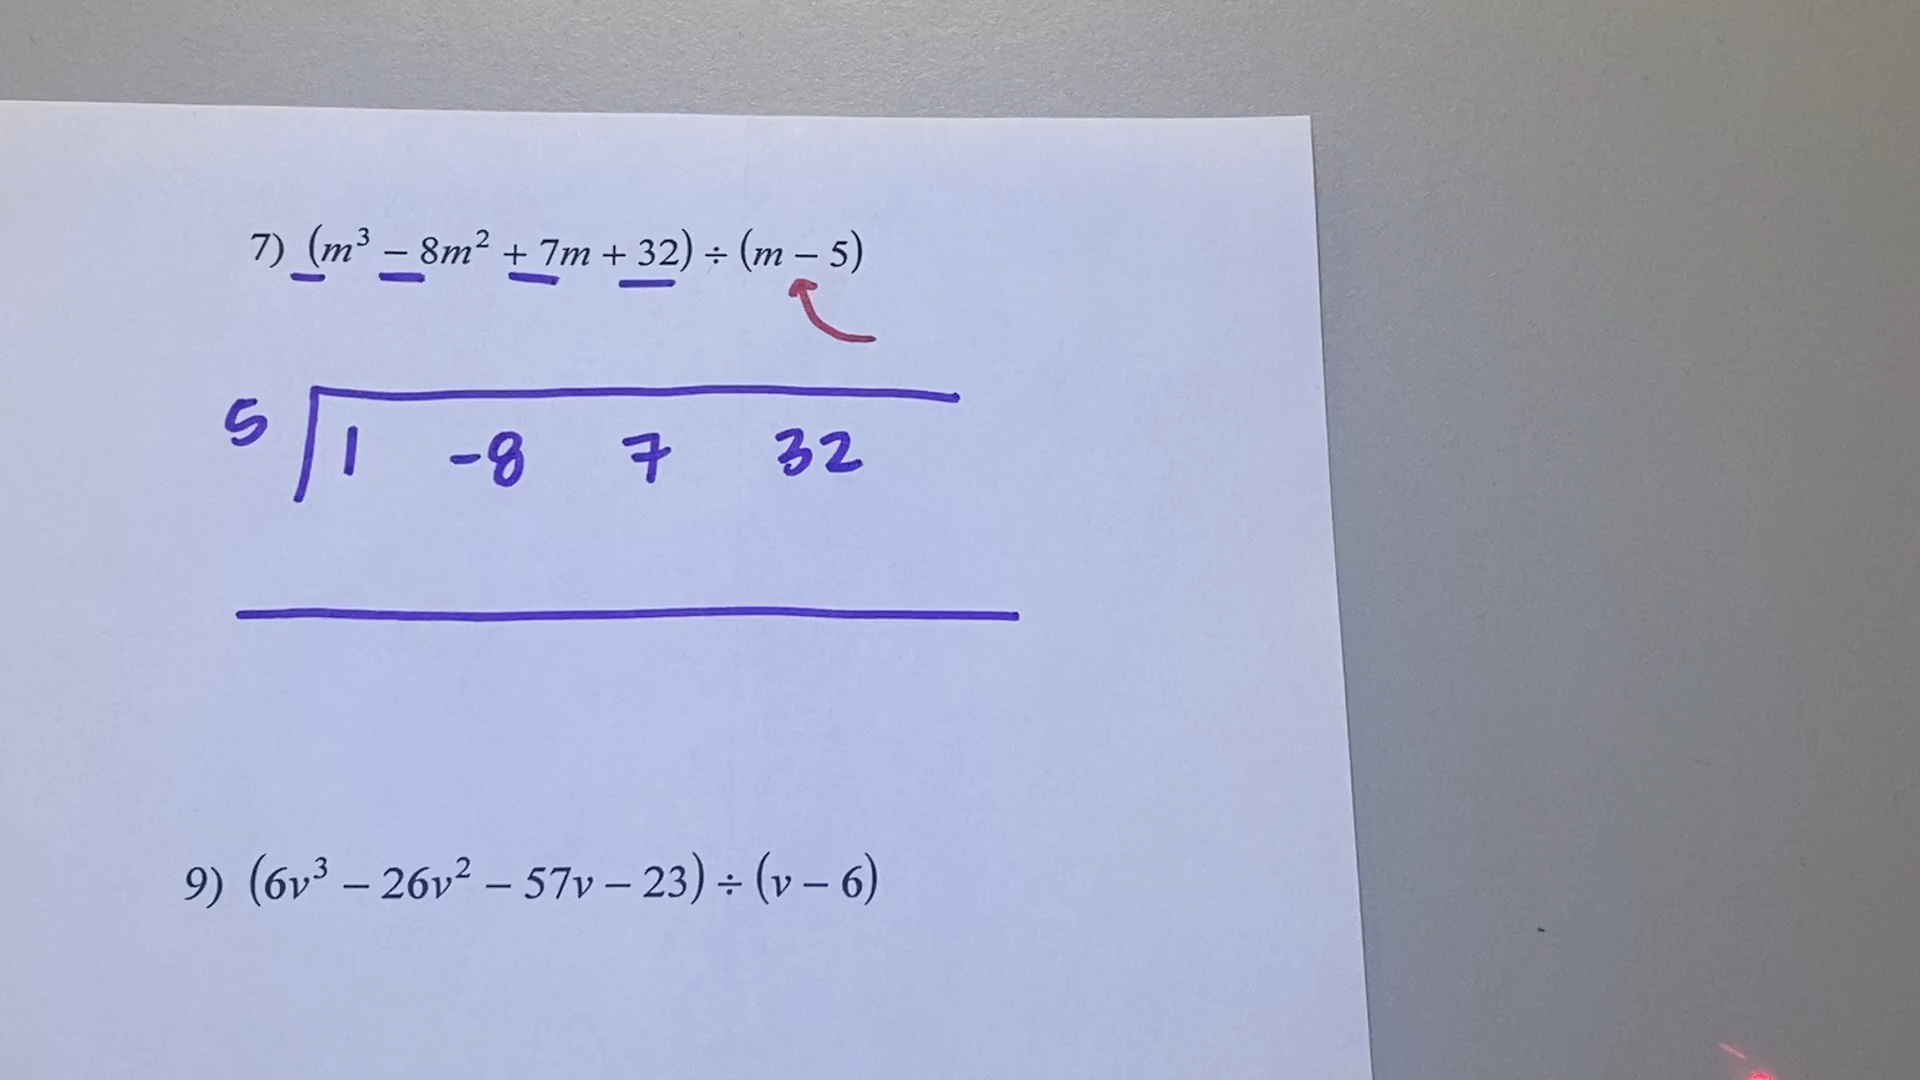 7) (m³ – 8m² + 7m + 32) ÷ (m – 5)
5 1 -8 7 32
9) (6v³ – 26v² – 57v – 23) ÷ (v – 6)